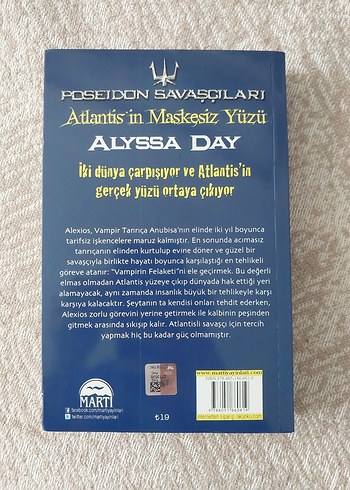 POSEIDON SAVAŞÇILARI
Atlantis'in Maskesiz Yüzü
ALYSSA DAY
İki dünya çarpışıyor ve Atlantis'in
gerçek yüzü ortaya çıkıyor
Alexios, Vampir Tanrıça Anubisa'nın elinde iki yıl boyunca
tarifsiz işkencelere maruz kalmıştır. En sonunda acımasız
tanrıçanın elinden kurtulup evine döner ve güzel bir
savaşçıyla birlikte hayatı boyunca karşılaştığı en tehlikeli
göreve atanır: "Vampirin Felaketi"ni ele geçirmek. Bu değerli
elmas olmadan Atlantis yüzeye çıkıp dünyada hak ettiği yeri
alamayacak, aynı zamanda insanlık büyük bir tehlikeyle karşı
karşıya kalacaktır. Şeytanın ta kendisi onları tehdit ederken,
Alexios zorlu görevini yerine getirmek ile kalbinin peşinden
gitmek arasında sıkışıp kalır. Atlantisli savaşçı için tercih
yapmak hiç bu kadar güç olmamıştır.
MARTI
facebook.com/martiyayinlari
twitter.com/martiyayinlari
₺19
www.martiyayinlari.com